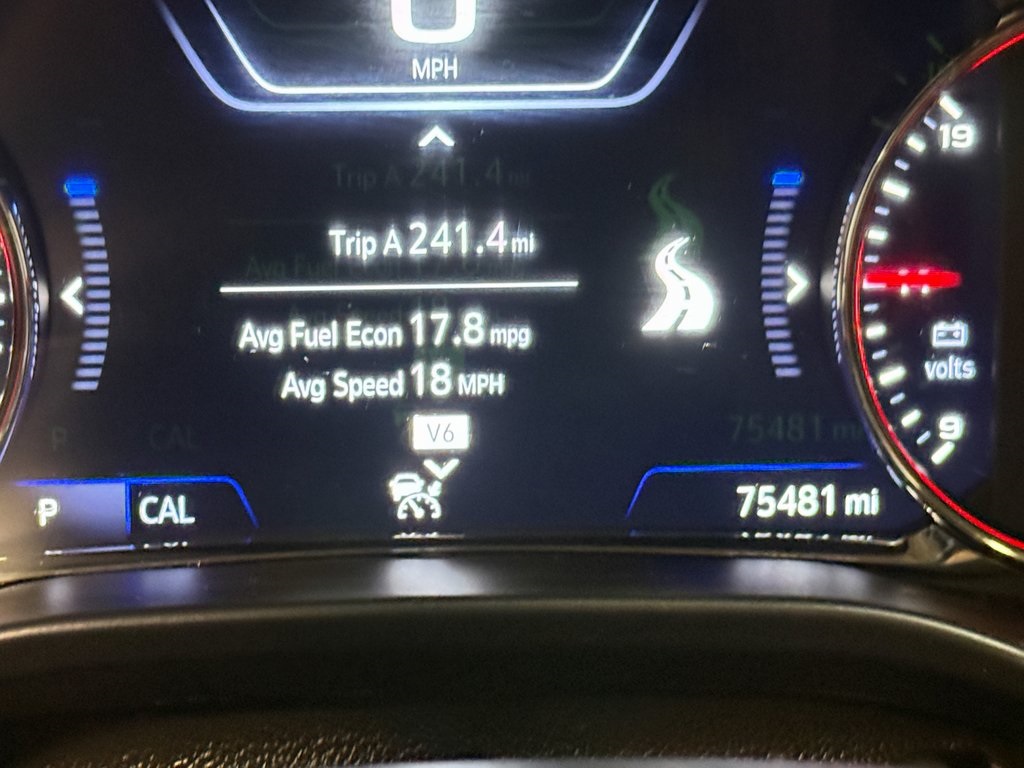 0
MPH
Trip A 241.4 mi
Avg Fuel Econ 17.8 mpg
Avg Speed 18 MPH
V6
P CAL
75481 mi
19
volts
9